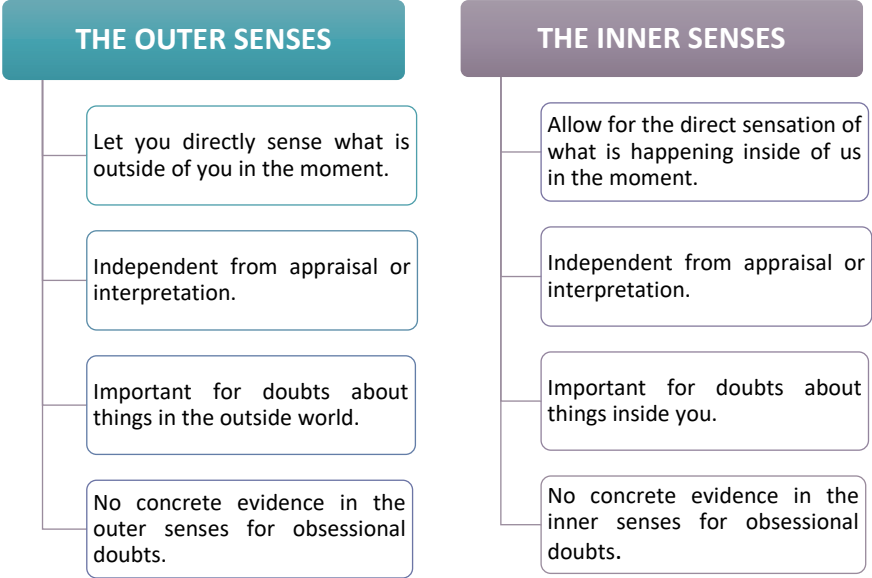 THE OUTER SENSES
Let you directly sense what is
outside of you in the moment.
Independent from appraisal or
interpretation.
Important for doubts about
things in the outside world.
No concrete evidence in the
outer senses for obsessional
doubts.
THE INNER SENSES
Allow for the direct sensation of
what is happening inside of us
in the moment.
Independent from appraisal or
interpretation.
Important for doubts about
things inside you.
No concrete evidence in the
inner senses for obsessional
doubts.